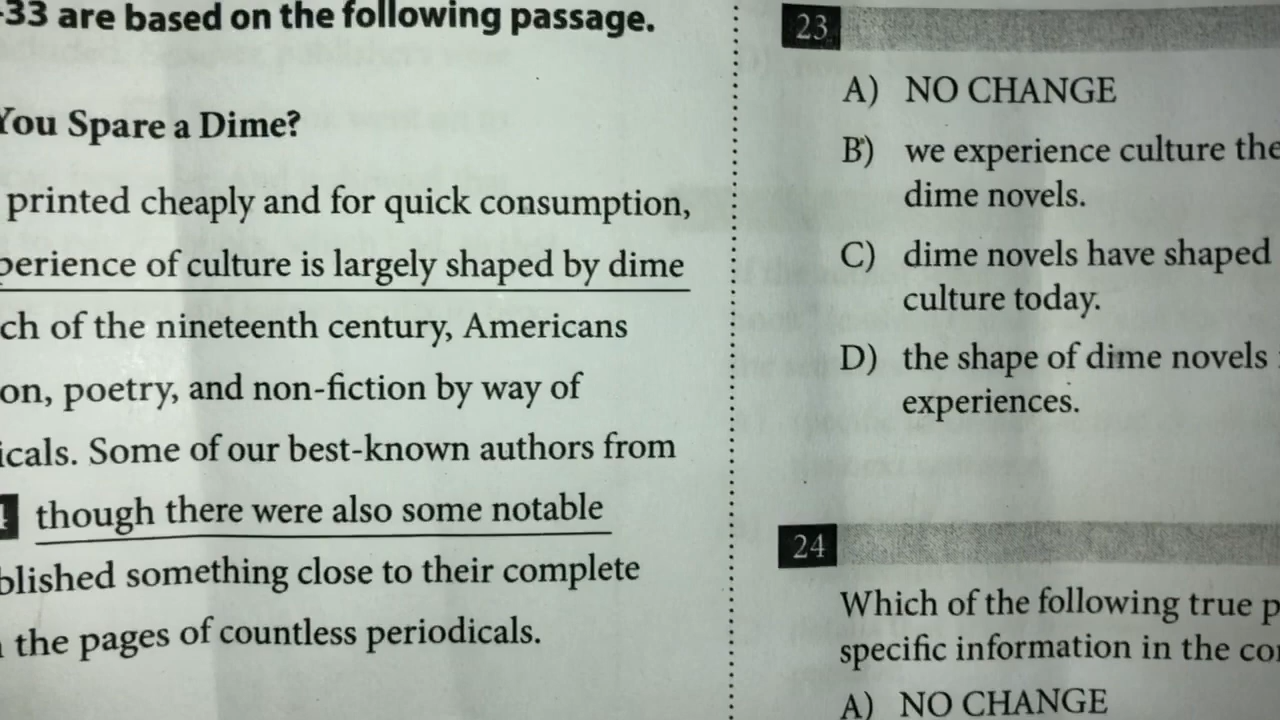 -33 are based on the following passage.
You Spare a Dime?
printed cheaply and for quick consumption,
perience of culture is largely shaped by dime
ch of the nineteenth century, Americans
on, poetry, and non-fiction by way of
icals. Some of our best-known authors from
though there were also some notable
blished something close to their complete
the pages of countless periodicals.
23
A) NO CHANGE
B) we experience culture the
dime novels.
C) dime novels have shaped
culture today.
D) the shape of dime novels
experiences.
24
Which of the following true p
specific information in the co
A) NO CHANGE